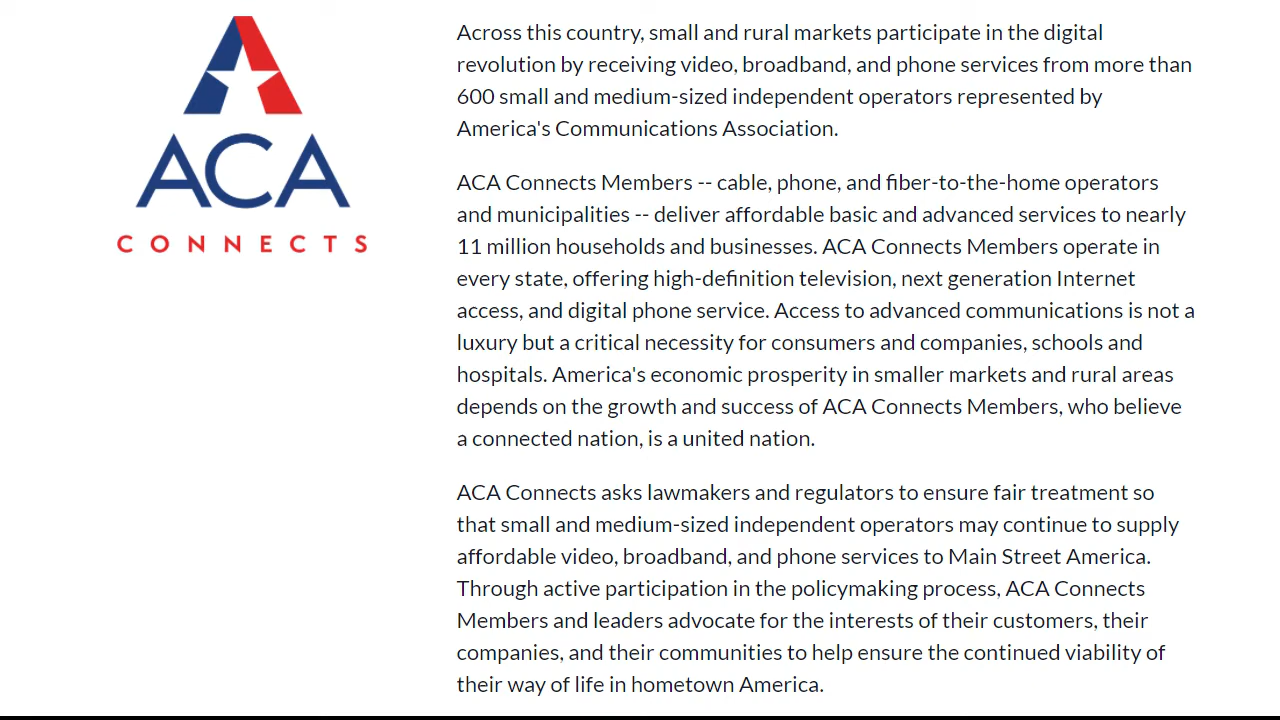 ACA
CONNECTS
Across this country, small and rural markets participate in the digital
revolution by receiving video, broadband, and phone services from more than
600 small and medium-sized independent operators represented by
America's Communications Association.
ACA Connects Members -- cable, phone, and fiber-to-the-home operators
and municipalities -- deliver affordable basic and advanced services to nearly
11 million households and businesses. ACA Connects Members operate in
every state, offering high-definition television, next generation Internet
access, and digital phone service. Access to advanced communications is not a
luxury but a critical necessity for consumers and companies, schools and
hospitals. America's economic prosperity in smaller markets and rural areas
depends on the growth and success of ACA Connects Members, who believe
a connected nation, is a united nation.
ACA Connects asks lawmakers and regulators to ensure fair treatment so
that small and medium-sized independent operators may continue to supply
affordable video, broadband, and phone services to Main Street America.
Through active participation in the policymaking process, ACA Connects
Members and leaders advocate for the interests of their customers, their
companies, and their communities to help ensure the continued viability of
their way of life in hometown America.